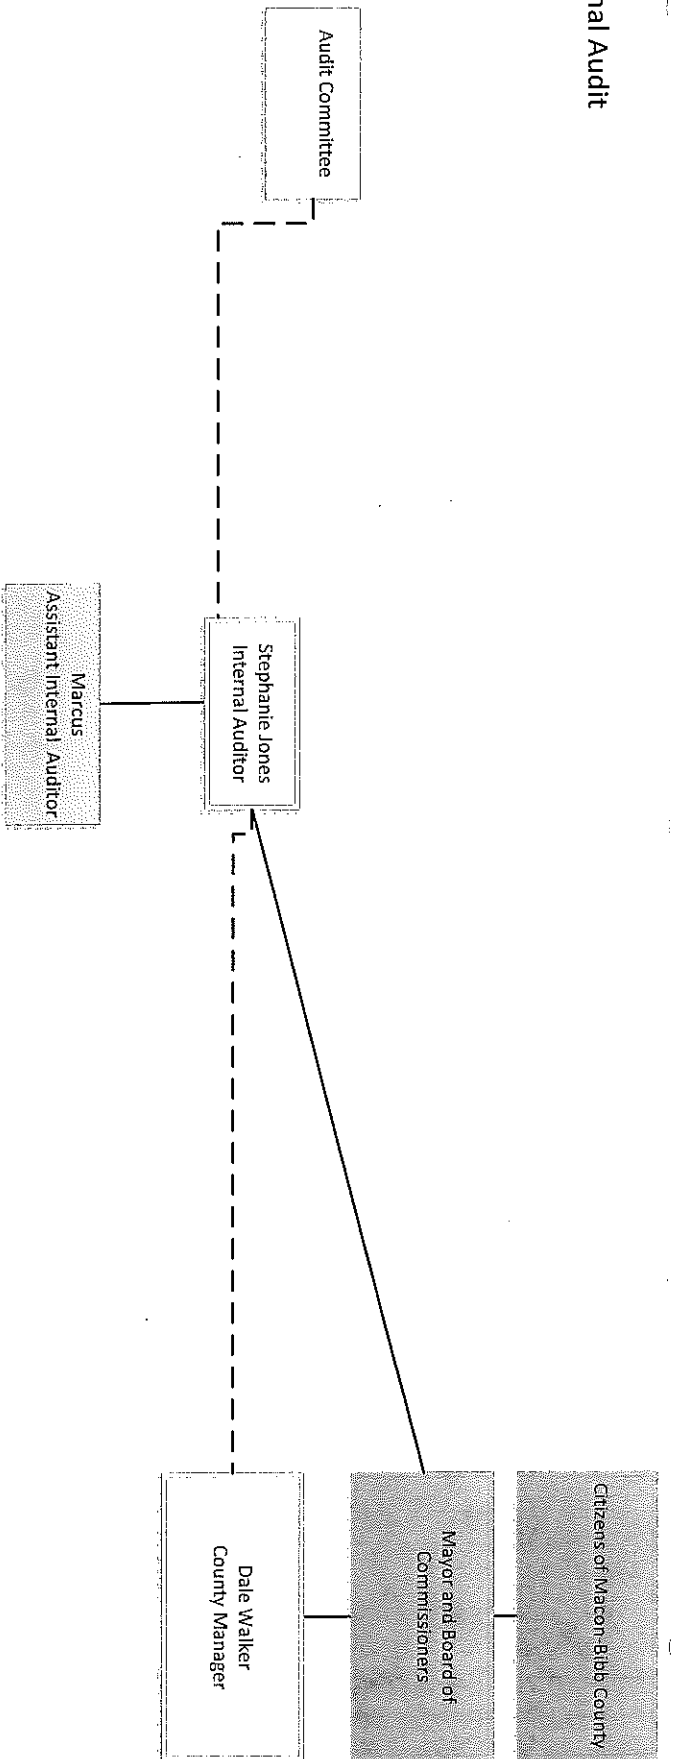 nal Audit
Citizens of Macon-Bibb County
Mayor and Board of
Commissioners
Dale Walker
County Manager
Audit Committee
Stephanie Jones
Internal Auditor
Marcus
Assistant Internal Auditor